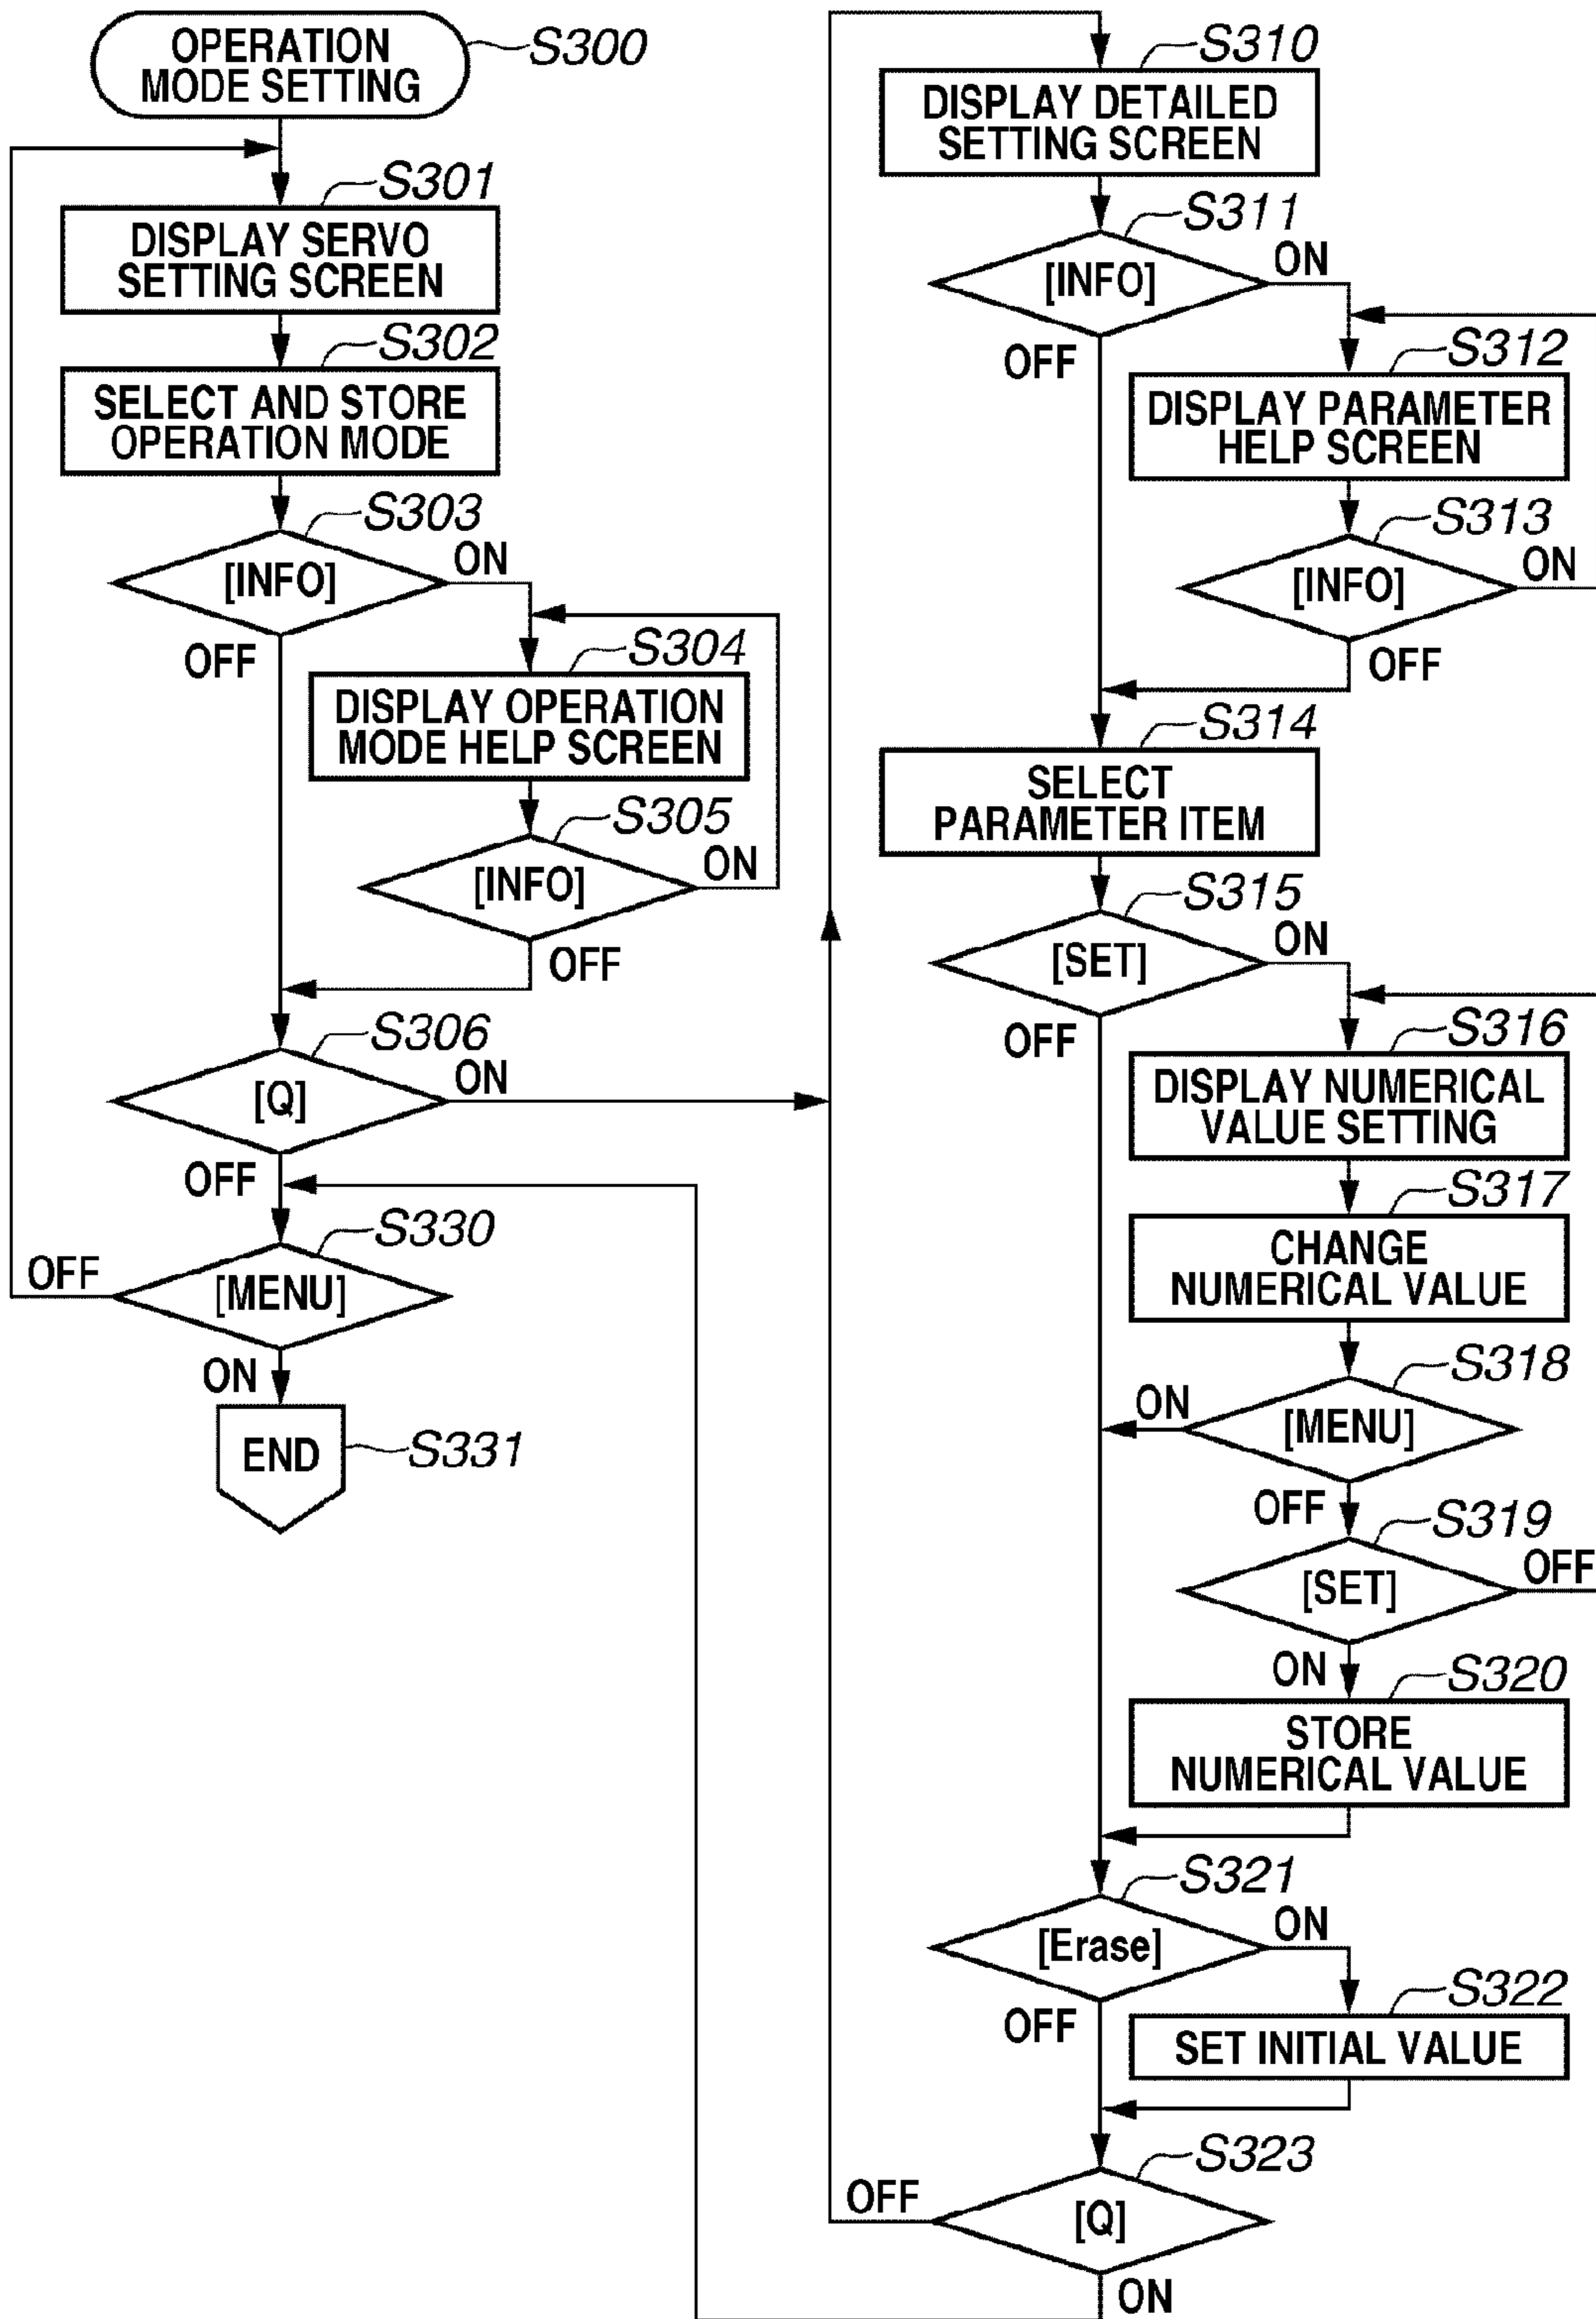 OPERATION
MODE SETTING
S300
S301
DISPLAY SERVO
SETTING SCREEN
S302
SELECT AND STORE
OPERATION MODE
S303
[INFO]
ON
OFF
S304
DISPLAY OPERATION
MODE HELP SCREEN
S305
[INFO]
ON
OFF
S306
[Q]
ON
OFF
S330
[MENU]
OFF
ON
END
S331
S310
DISPLAY DETAILED
SETTING SCREEN
S311
[INFO]
ON
OFF
S312
DISPLAY PARAMETER
HELP SCREEN
S313
[INFO]
ON
OFF
S314
SELECT
PARAMETER ITEM
S315
[SET]
ON
OFF
S316
DISPLAY NUMERICAL
VALUE SETTING
S317
CHANGE
NUMERICAL VALUE
S318
ON
[MENU]
OFF
S319
[SET]
OFF
ON
S320
STORE
NUMERICAL VALUE
S321
[Erase]
ON
OFF
S322
SET INITIAL VALUE
S323
OFF
[Q]
ON